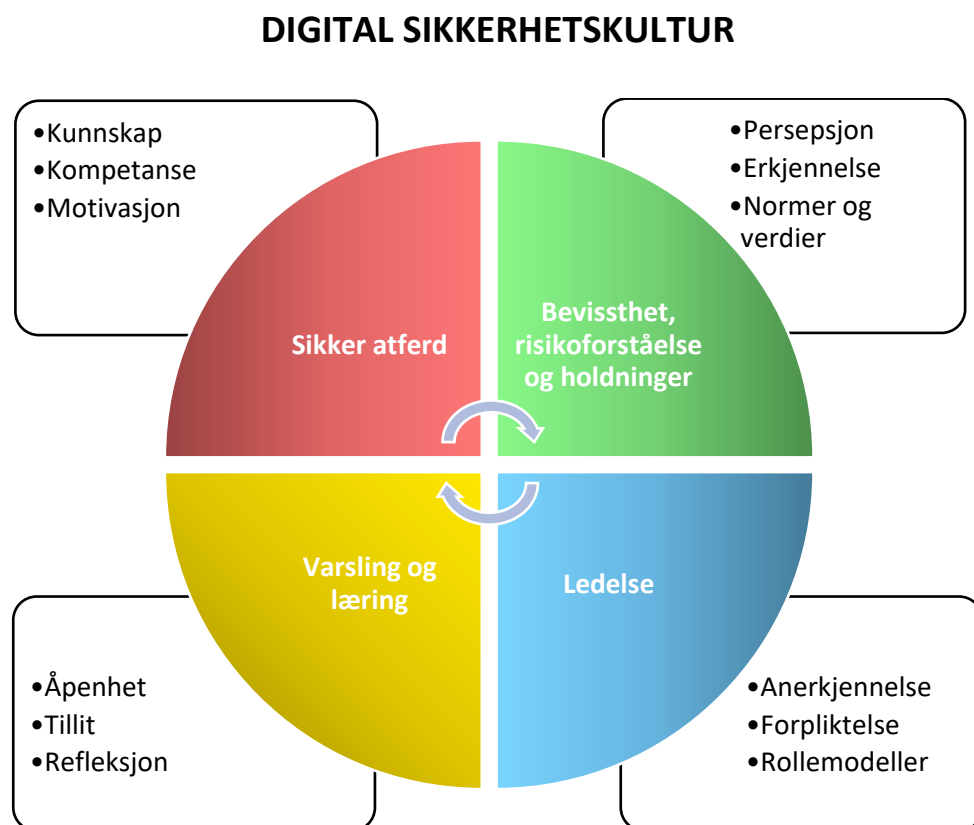 DIGITAL SIKKERHETSKULTUR
•Kunnskap
•Kompetanse
•Motivasjon
•Persepsjon
•Erkjennelse
•Normer og
verdier
Sikker atferd
Bevissthet,
risikoforståelse
og holdninger
Varsling og
læring
Ledelse
•Åpenhet
•Tillit
•Refleksjon
•Anerkjennelse
•Forpliktelse
•Rollemodeller